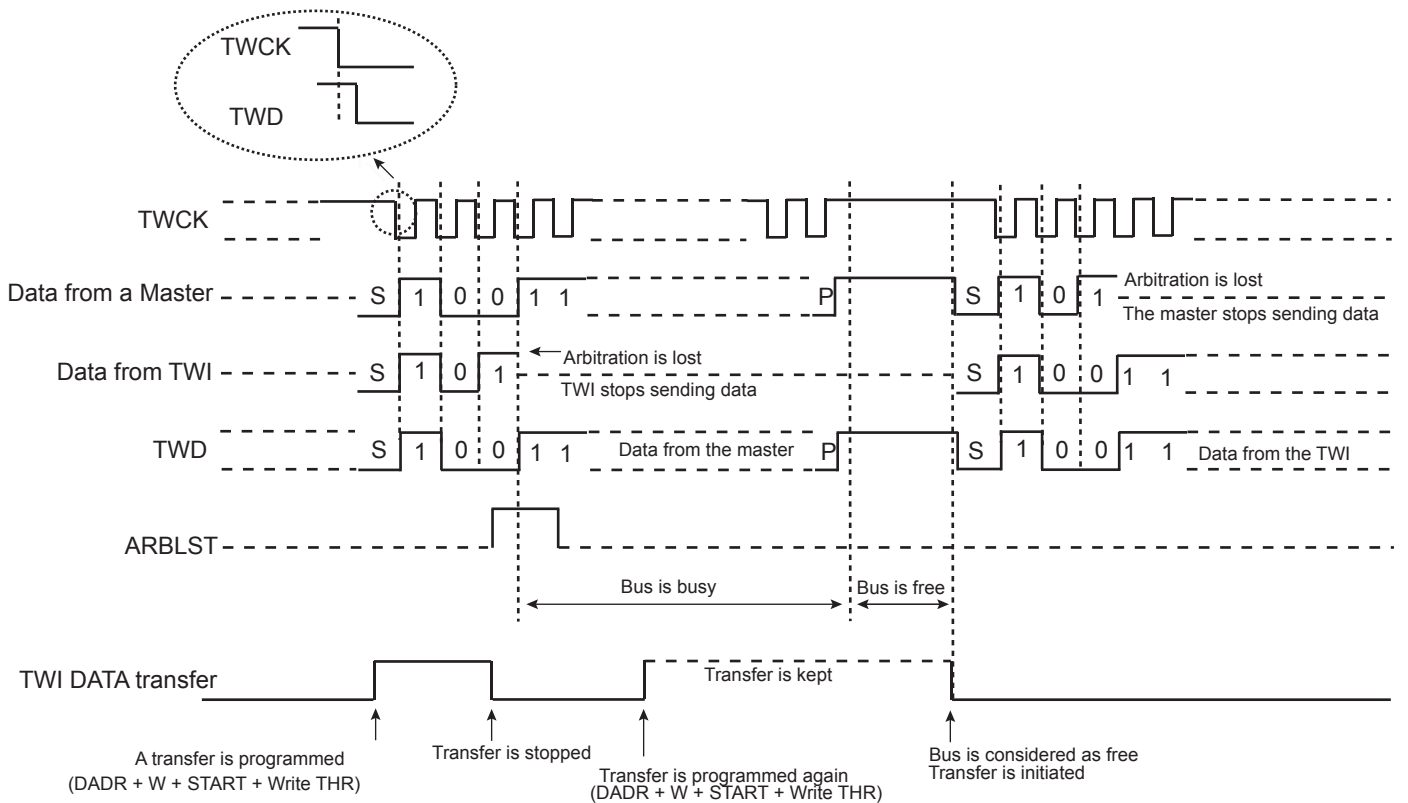 TWCK
TWD
TWCK
Data from a Master S 1 0 0 1 1 P S 1 0 1 Arbitration is lost
The master stops sending data
Data from TWI S 1 0 1 Arbitration is lost S 1 0 0 1 1
TWI stops sending data
TWD S 1 0 0 1 1 Data from the master P S 1 0 0 1 1 Data from the TWI
ARBLST
Bus is busy Bus is free
TWI DATA transfer Transfer is kept
A transfer is programmed
(DADR + W + START + Write THR)
Transfer is stopped
Transfer is programmed again
(DADR + W + START + Write THR)
Bus is considered as free
Transfer is initiated